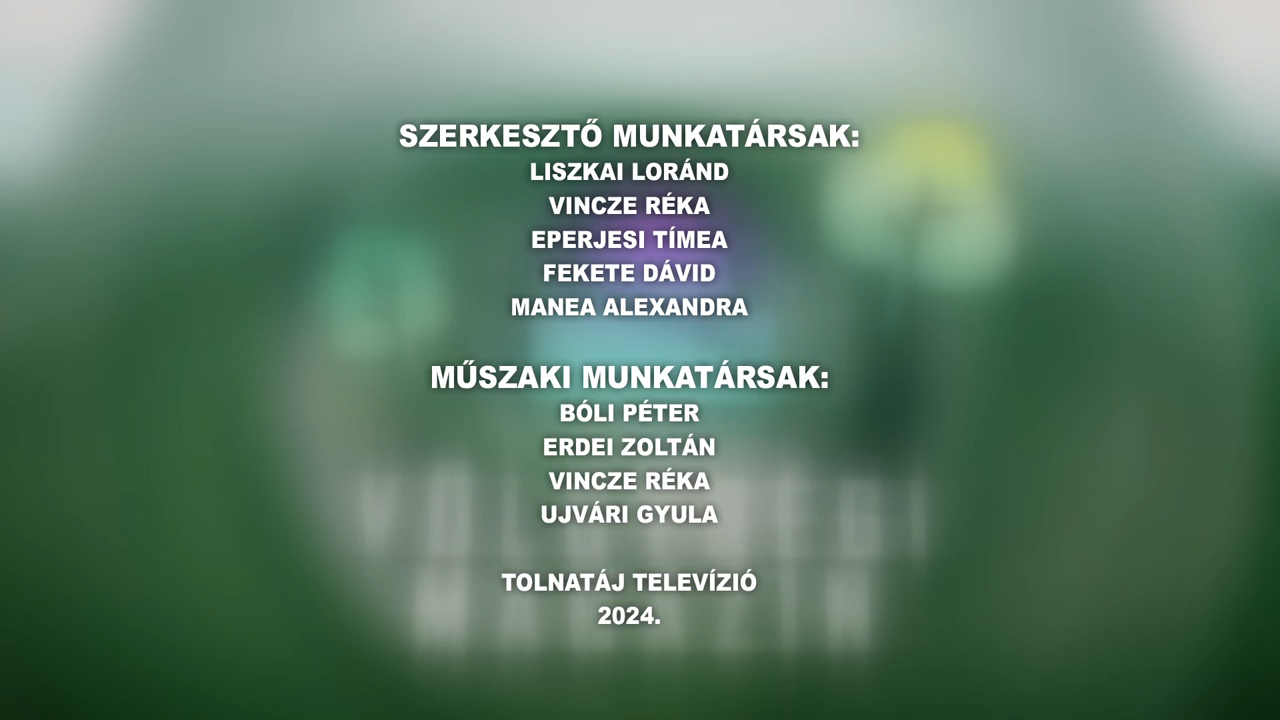 SZERKESZTŐ MUNKATÁRSAK:
LISZKAI LORÁND
VINCZE RÉKA
EPERJESI TÍMEA
FEKETE DÁVID
MANEA ALEXANDRA
MŰSZAKI MUNKATÁRSAK:
BÓLI PÉTER
ERDEI ZOLTÁN
VINCZE RÉKA
UJVÁRI GYULA
TOLNATÁJ TELEVÍZIÓ
2024.